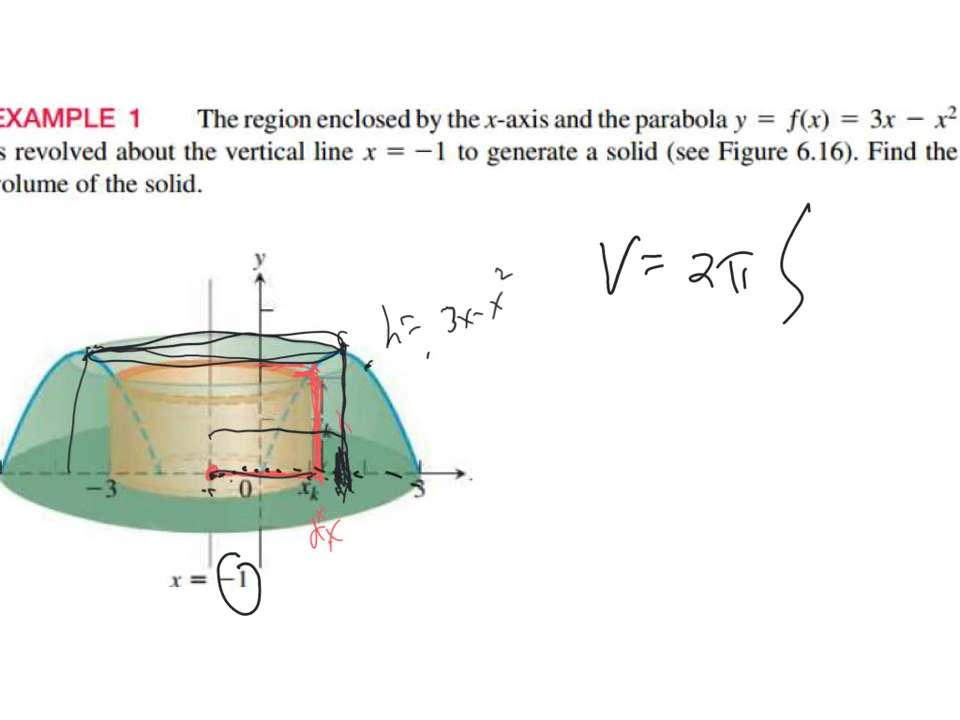 EXAMPLE 1 The region enclosed by the x-axis and the parabola y = f(x) = 3x − x²
s revolved about the vertical line x = −1 to generate a solid (see Figure 6.16). Find the
olume of the solid.
V = 2π ∫
y
h = 3x-x²
−3 0 xk 3
dx
x = −1